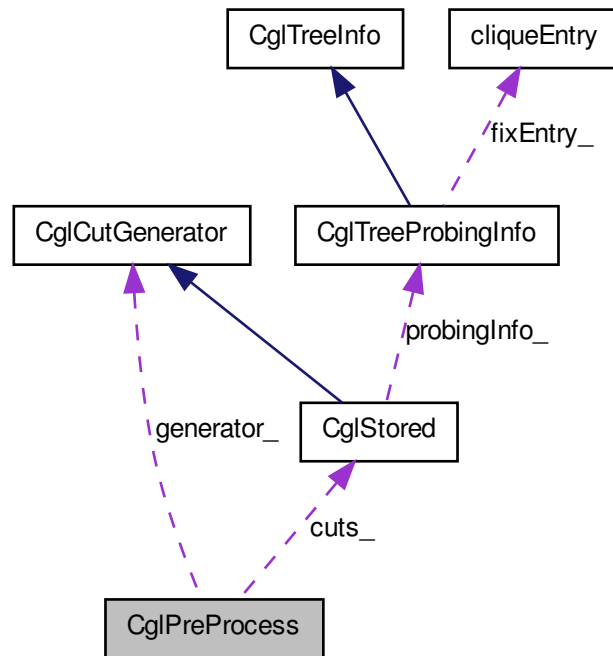 CglTreeInfo
cliqueEntry
fixEntry_
CglCutGenerator
CglTreeProbingInfo
probingInfo_
generator_
CglStored
cuts_
CglPreProcess